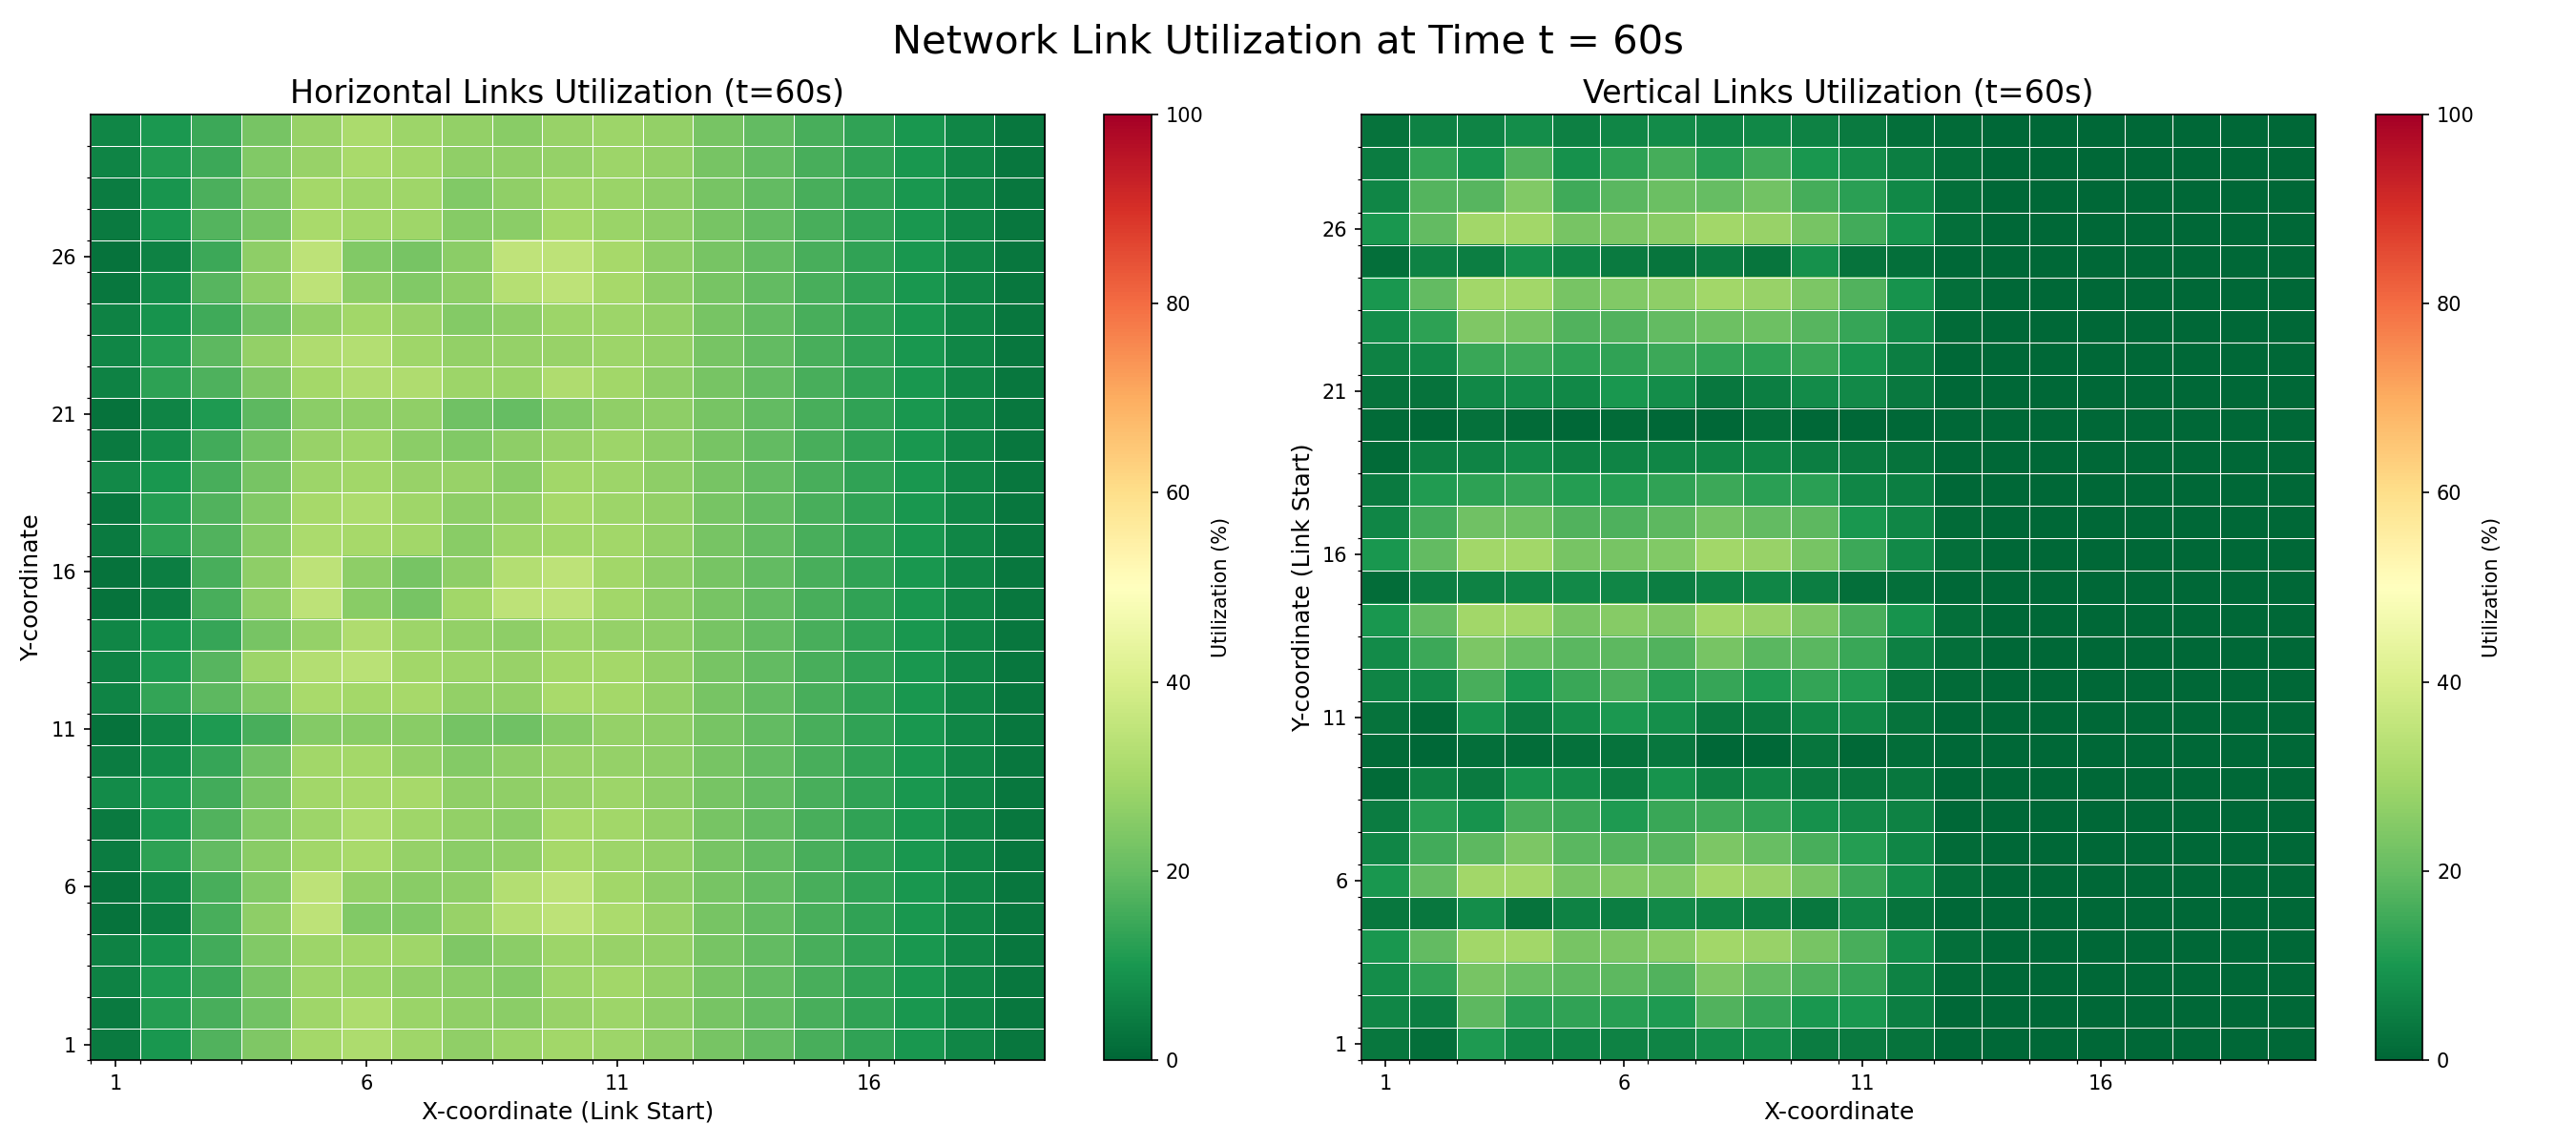 Network Link Utilization at Time t = 60s
Horizontal Links Utilization (t=60s)
Y-coordinate
26
21
16
11
6
1
1 6 11 16
X-coordinate (Link Start)
100
80
60
40
20
0
Utilization (%)
Vertical Links Utilization (t=60s)
Y-coordinate (Link Start)
26
21
16
11
6
1
1 6 11 16
X-coordinate
100
80
60
40
20
0
Utilization (%)